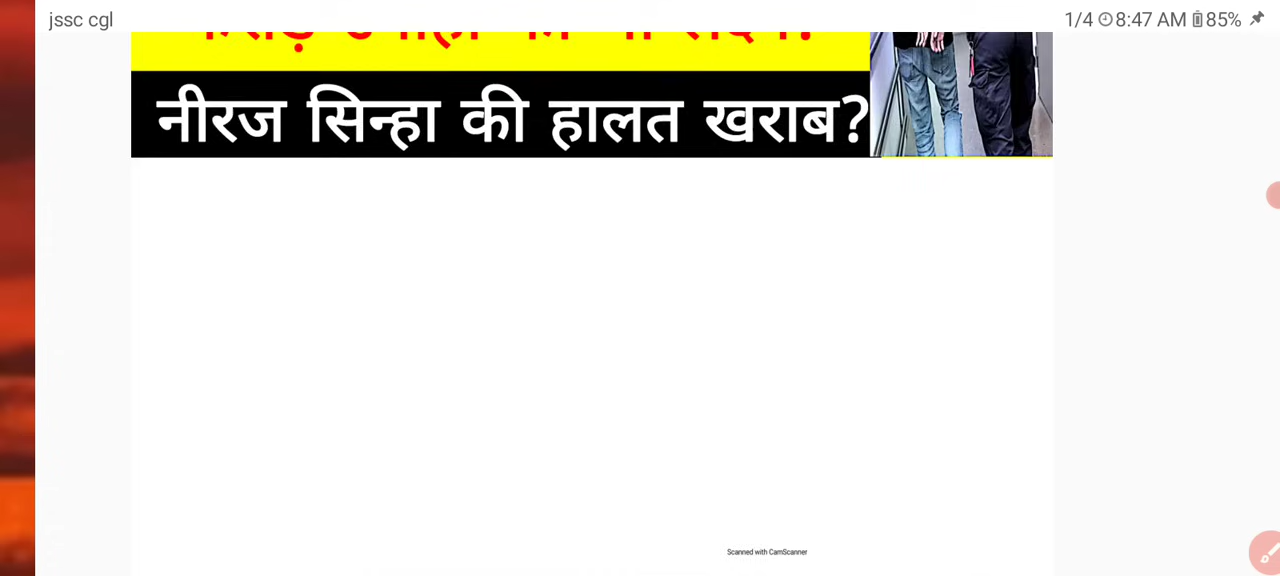 jssc cgl
1/4 8:47 AM 85%
नीरज सिन्हा की हालत खराब?
Scanned with CamScanner